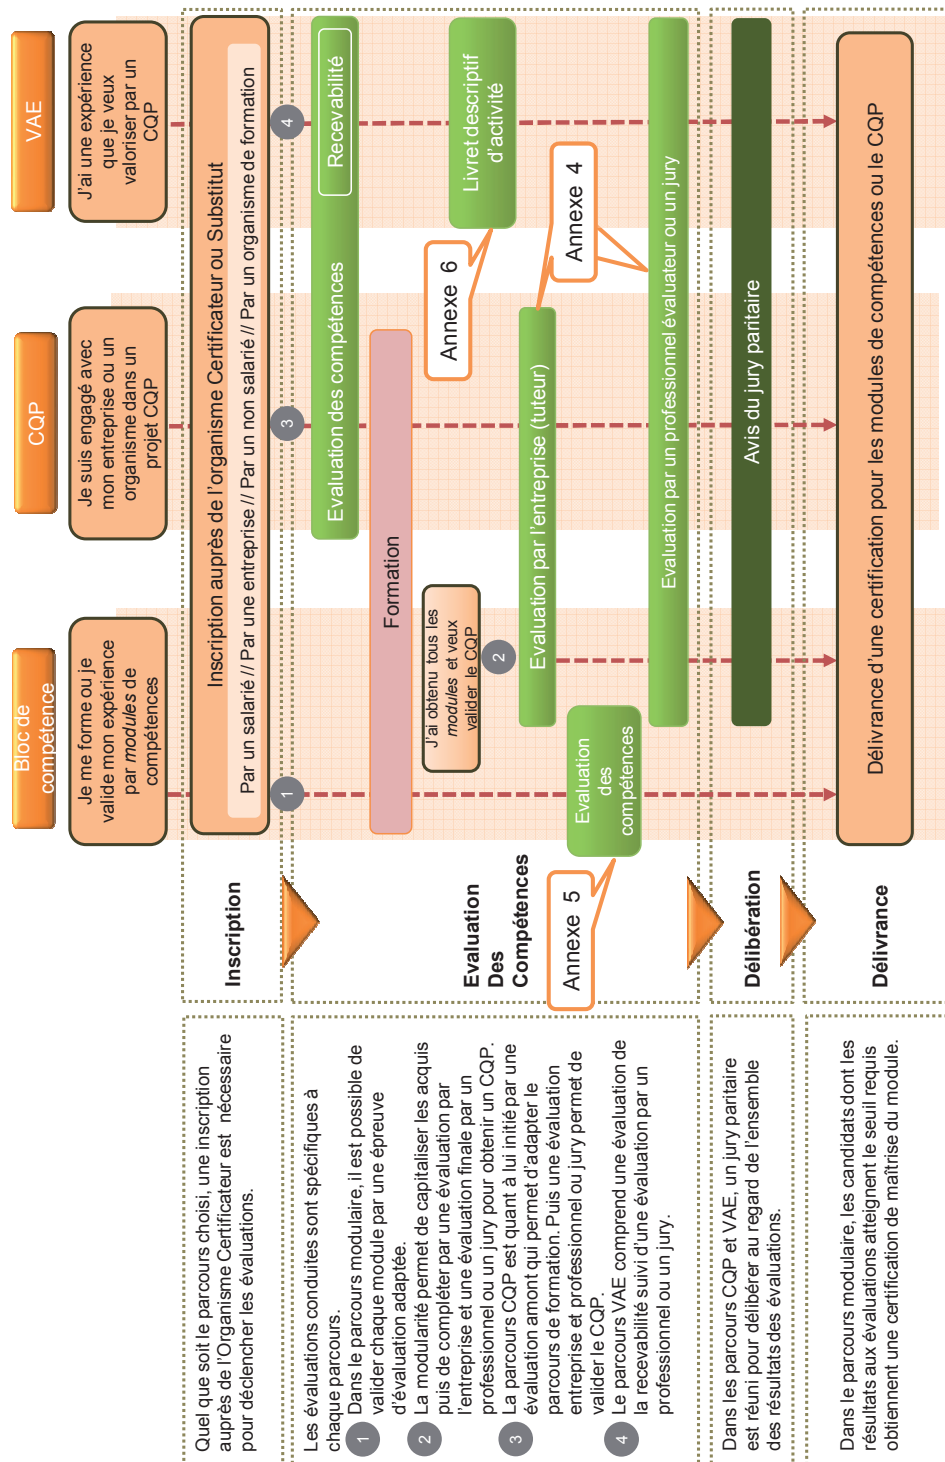 Bloc de
compétence
CQP
VAE
Je me forme ou je
valide mon expérience
par modules de
compétences
Je suis engagé avec
mon entreprise ou un
organisme dans un
projet CQP
J'ai une expérience
que je veux
valoriser par un
CQP
Quel que soit le parcours choisi, une inscription
auprès de l'Organisme Certificateur est nécessaire
pour déclencher les évaluations.
Inscription
Inscription auprès de l'organisme Certificateur ou Substitut
Par un salarié // Par une entreprise // Par un non salarié // Par un organisme de formation
1
3
4
Les évaluations conduites sont spécifiques à
chaque parcours.
1
Dans le parcours modulaire, il est possible de
valider chaque module par une épreuve
d'évaluation adaptée.
2
La modularité permet de capitaliser les acquis
puis de compléter par une évaluation par
l'entreprise et une évaluation finale par un
professionnel ou un jury pour obtenir un CQP.
3
Le parcours CQP est quant à lui initié par une
évaluation amont qui permet d'adapter le
parcours de formation. Puis une évaluation
entreprise et professionnel ou jury permet de
valider le CQP.
4
Le parcours VAE comprend une évaluation de
la recevabilité suivi d'une évaluation par un
professionnel ou un jury.
Evaluation
Des
Compétences
Evaluation des compétences
Recevabilité
Formation
J'ai obtenu tous les
modules et veux
valider le CQP
2
Annexe 6
Livret descriptif
d'activité
Evaluation par l'entreprise (tuteur)
Annexe 4
Annexe 5
Evaluation
des
compétences
Evaluation par un professionnel évaluateur ou un jury
Dans les parcours CQP et VAE, un jury paritaire
est réuni pour délibérer au regard de l'ensemble
des résultats des évaluations.
Délibération
Avis du jury paritaire
Dans le parcours modulaire, les candidats dont les
résultats aux évaluations atteignent le seuil requis
obtiennent une certification de maîtrise du module.
Délivrance
Délivrance d'une certification pour les modules de compétences ou le CQP